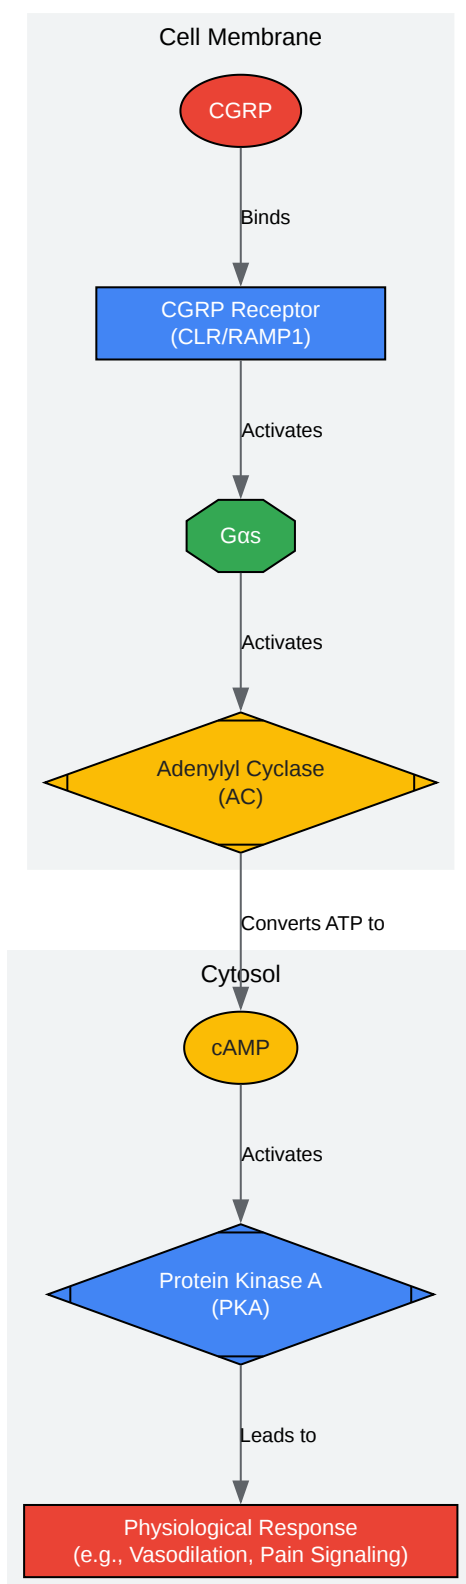 Cell Membrane
CGRP
Binds
CGRP Receptor
(CLR/RAMP1)
Activates
Gαs
Activates
Adenylyl Cyclase
(AC)
Converts ATP to
Cytosol
cAMP
Activates
Protein Kinase A
(PKA)
Leads to
Physiological Response
(e.g., Vasodilation, Pain Signaling)